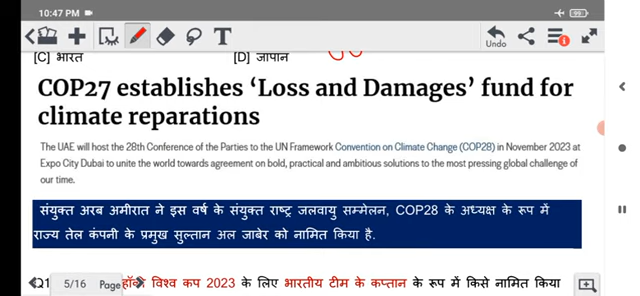 10:47 PM
T
Undo
[C] भारत [D] जापान
COP27 establishes ‘Loss and Damages’ fund for
climate reparations
The UAE will host the 28th Conference of the Parties to the UN Framework Convention on Climate Change (COP28) in November 2023 at
Expo City Dubai to unite the world towards agreement on bold, practical and ambitious solutions to the most pressing global challenge of
our time.
संयुक्त अरब अमीरात ने इस वर्ष के संयुक्त राष्ट्र जलवायु सम्मेलन, COP28 के अध्यक्ष के रूप में
राज्य तेल कंपनी के प्रमुख सुल्तान अल जाबेर को नामित किया है.
5/16 Page विश्व कप 2023 के लिए भारतीय टीम के कप्तान के रूप में किसे नामित किया